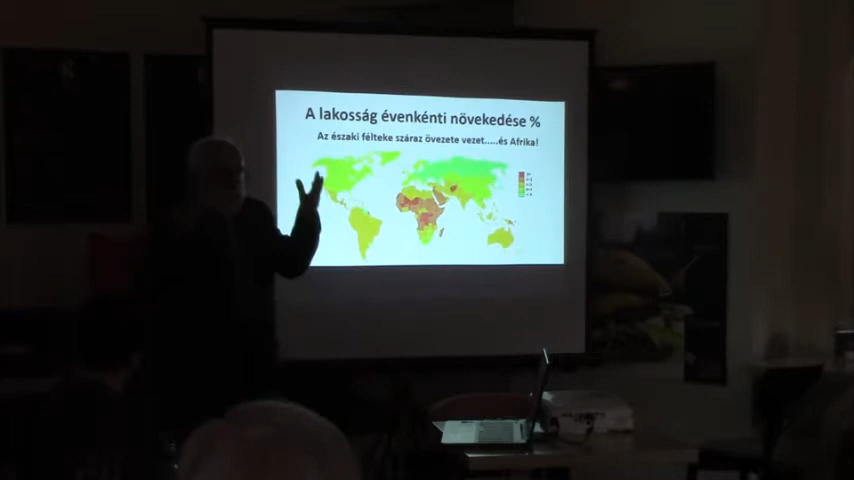 A lakosság évenkénti növekedése %
Az északi félteke száraz övezete vezet.....és Afrika!